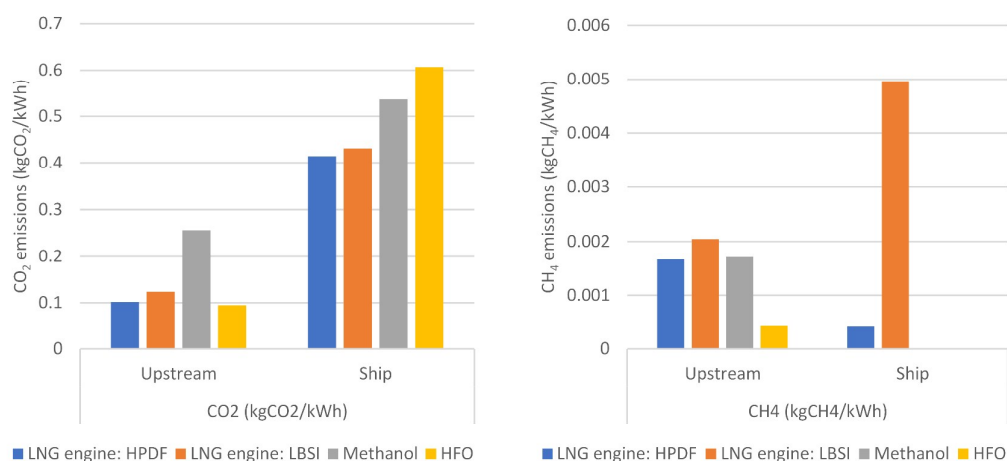 0.7
0.6
0.5
0.4
0.3
0.2
0.1
0
CO₂ emissions (kgCO₂/kWh)
Upstream Ship
CO2 (kgCO2/kWh)
LNG engine: HPDF LNG engine: LBSI Methanol HFO
0.006
0.005
0.004
0.003
0.002
0.001
0
CH₄ emissions (kgCH₄/kWh)
Upstream Ship
CH4 (kgCH4/kWh)
LNG engine: HPDF LNG engine: LBSI Methanol HFO